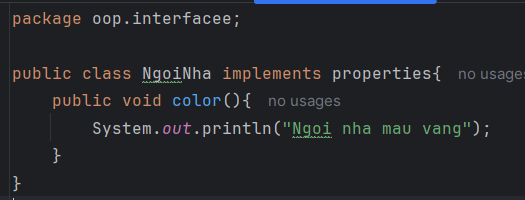 package oop.interfacee;
public class NgoiNha implements properties{ no usages
public void color(){ no usages
System.out.println("Ngoi nha mau vang");
}
}